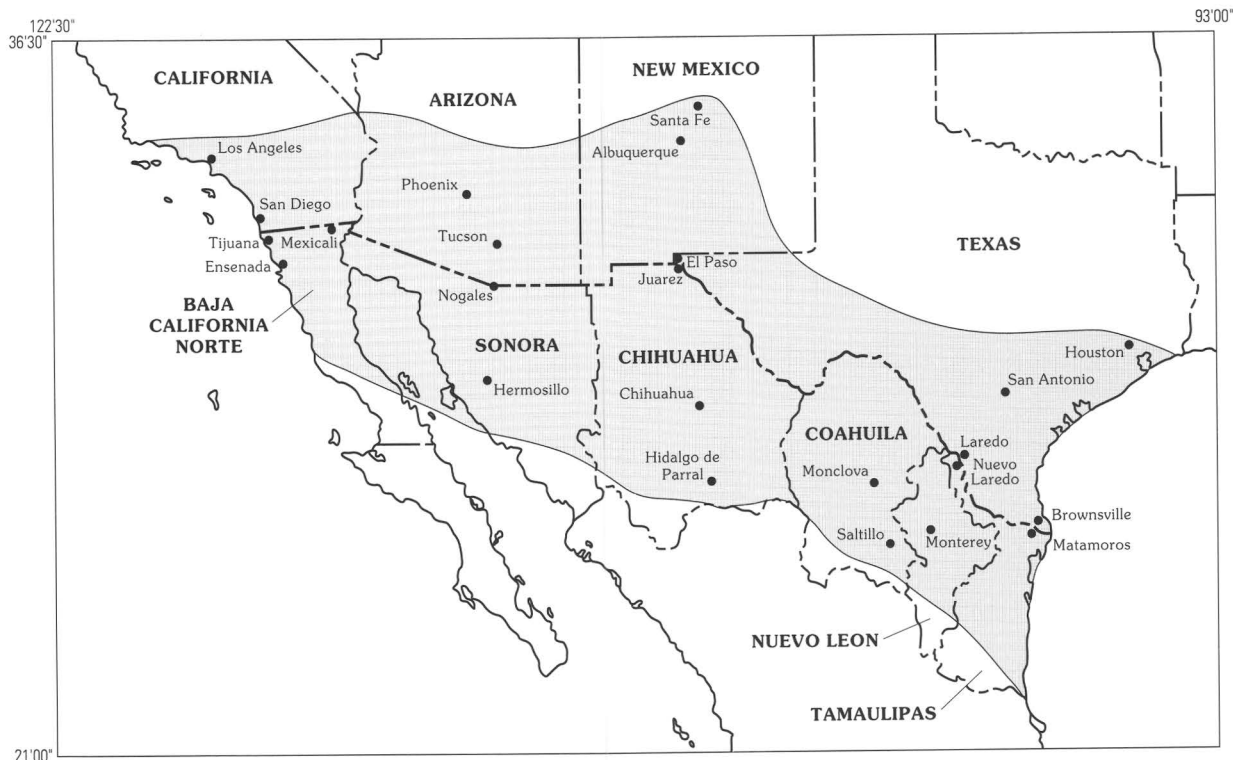 122'30"
93'00"
36'30"
CALIFORNIA
ARIZONA
NEW MEXICO
Santa Fe
Albuquerque
Los Angeles
Phoenix
San Diego
Tijuana
Mexicali
Ensenada
Tucson
Nogales
El Paso
Juarez
TEXAS
BAJA
CALIFORNIA
NORTE
SONORA
Hermosillo
CHIHUAHUA
Chihuahua
Hidalgo de
Parral
Houston
San Antonio
COAHUILA
Monclova
Laredo
Nuevo
Laredo
Saltillo
Monterey
Brownsville
Matamoros
NUEVO LEON
TAMAULIPAS
21'00"